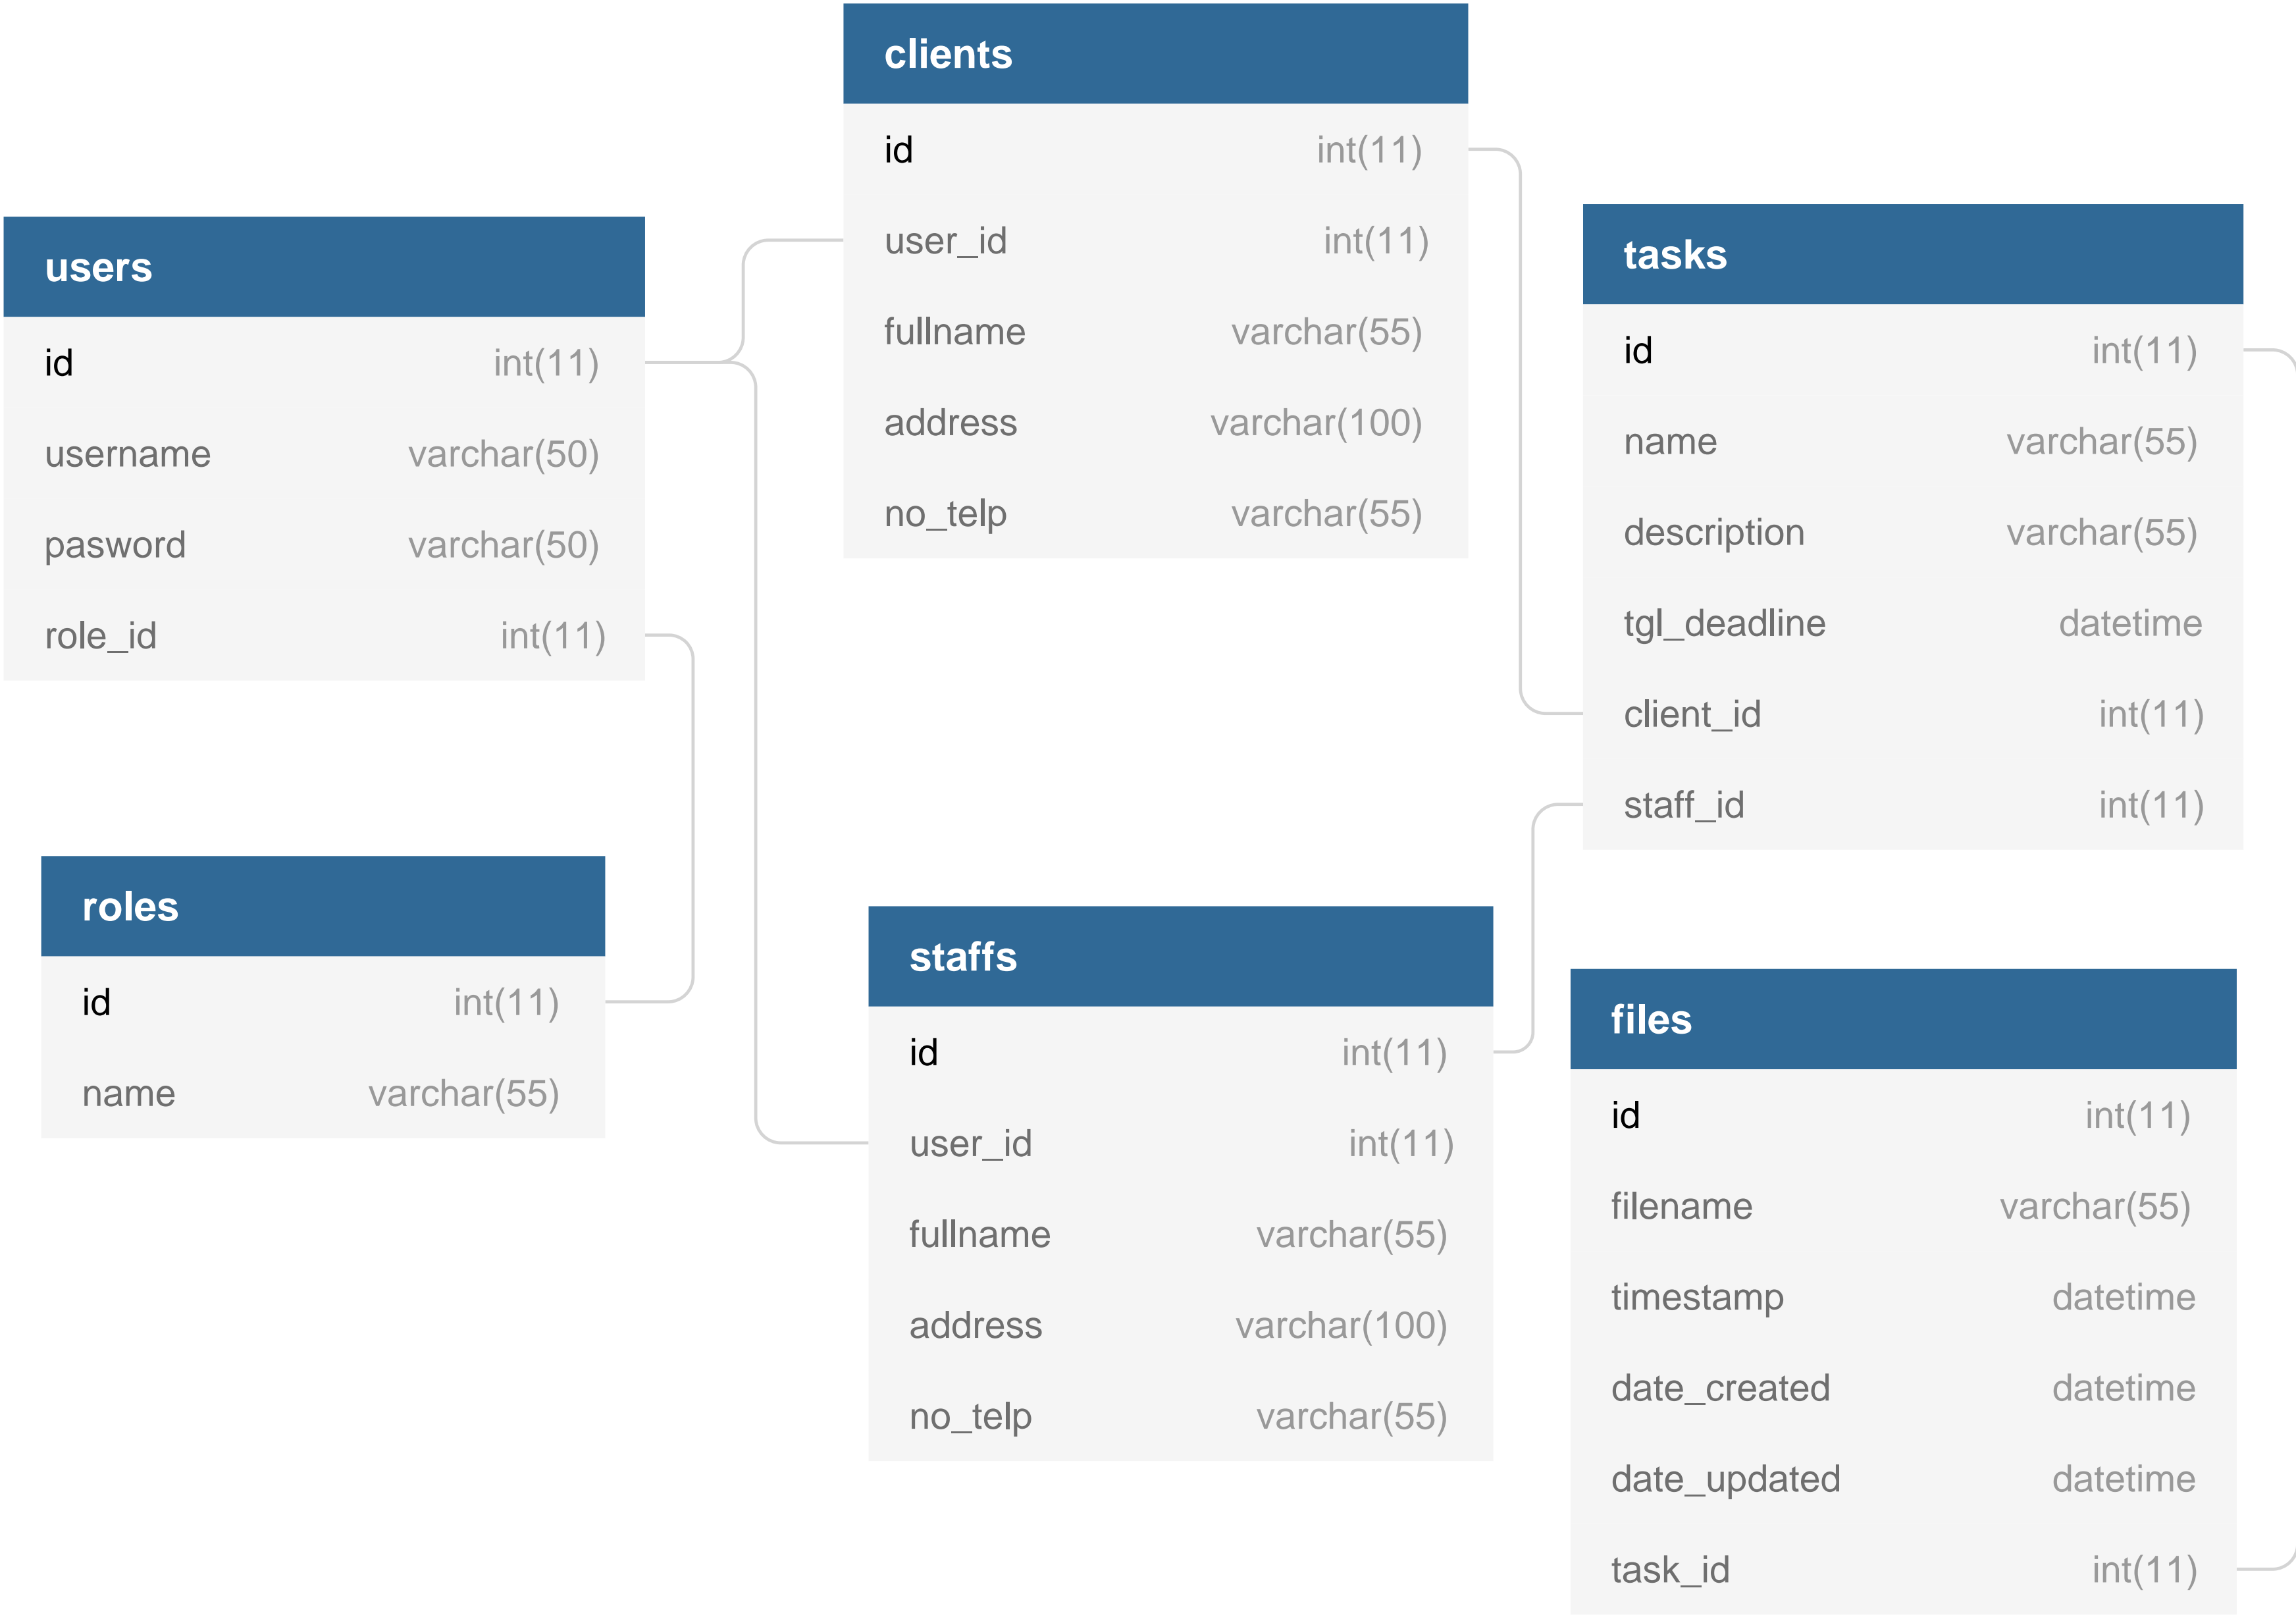 clients
id int(11)
user_id int(11)
fullname varchar(55)
address varchar(100)
no_telp varchar(55)
users
id int(11)
username varchar(50)
pasword varchar(50)
role_id int(11)
tasks
id int(11)
name varchar(55)
description varchar(55)
tgl_deadline datetime
client_id int(11)
staff_id int(11)
roles
id int(11)
name varchar(55)
staffs
id int(11)
user_id int(11)
fullname varchar(55)
address varchar(100)
no_telp varchar(55)
files
id int(11)
filename varchar(55)
timestamp datetime
date_created datetime
date_updated datetime
task_id int(11)